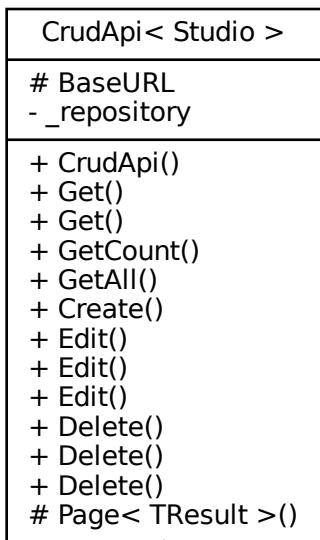 CrudApi< Studio >
# BaseURL
- _repository
+ CrudApi()
+ Get()
+ Get()
+ GetCount()
+ GetAll()
+ Create()
+ Edit()
+ Edit()
+ Edit()
+ Delete()
+ Delete()
+ Delete()
# Page< TResult >()